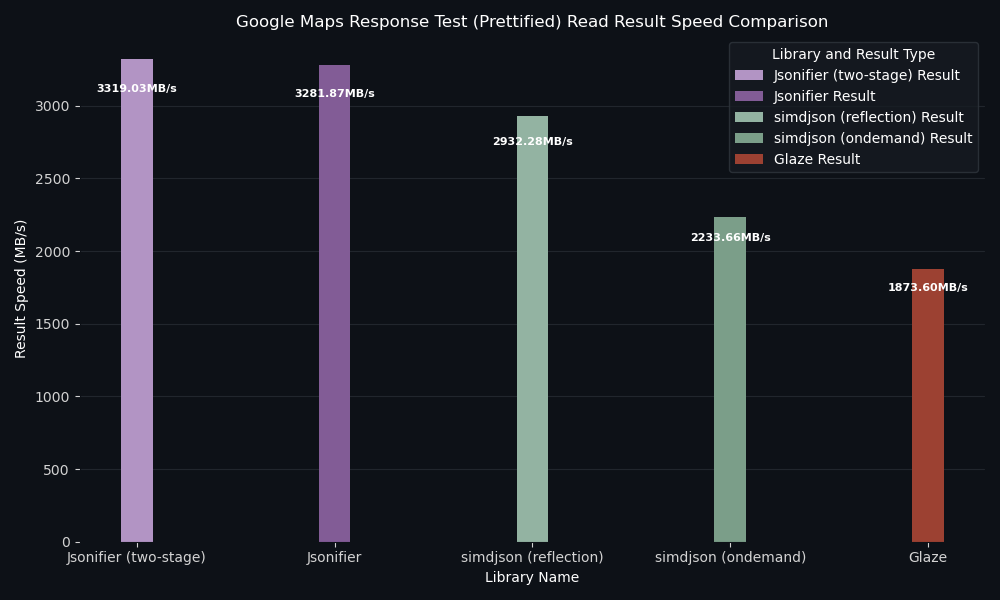 Google Maps Response Test (Prettified) Read Result Speed Comparison
Library and Result Type
Jsonifier (two-stage) Result
Jsonifier Result
simdjson (reflection) Result
simdjson (ondemand) Result
Glaze Result
3319.03MB/s
3281.87MB/s
2932.28MB/s
2233.66MB/s
1873.60MB/s
Result Speed (MB/s)
3000
2500
2000
1500
1000
500
0
Jsonifier (two-stage)
Jsonifier
simdjson (reflection)
simdjson (ondemand)
Glaze
Library Name